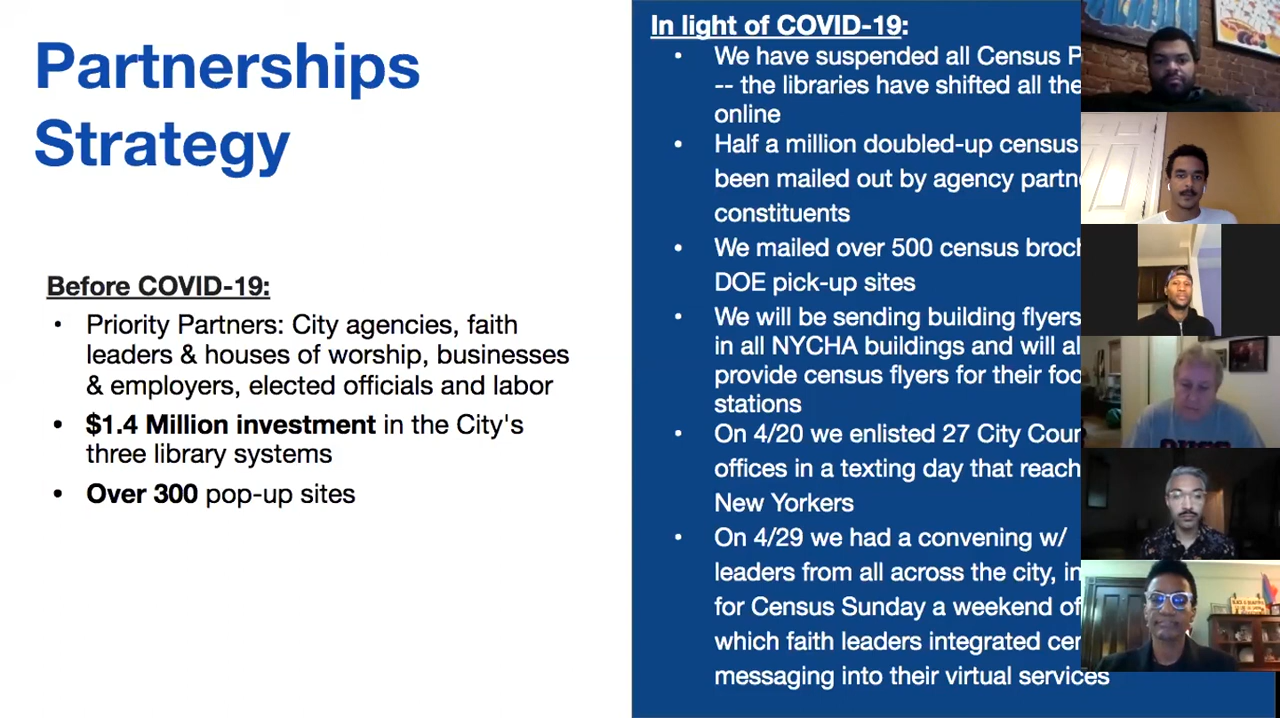 Partnerships
Strategy
Before COVID-19:
• Priority Partners: City agencies, faith
leaders & houses of worship, businesses
& employers, elected officials and labor
• $1.4 Million investment in the City's
three library systems
• Over 300 pop-up sites
In light of COVID-19:
• We have suspended all Census P
-- the libraries have shifted all the
online
• Half a million doubled-up census
been mailed out by agency partn
constituents
• We mailed over 500 census broch
DOE pick-up sites
• We will be sending building flyers
in all NYCHA buildings and will al
provide census flyers for their foo
stations
• On 4/20 we enlisted 27 City Coun
offices in a texting day that reach
New Yorkers
• On 4/29 we had a convening w/
leaders from all across the city, in
for Census Sunday a weekend of
which faith leaders integrated cen
messaging into their virtual services